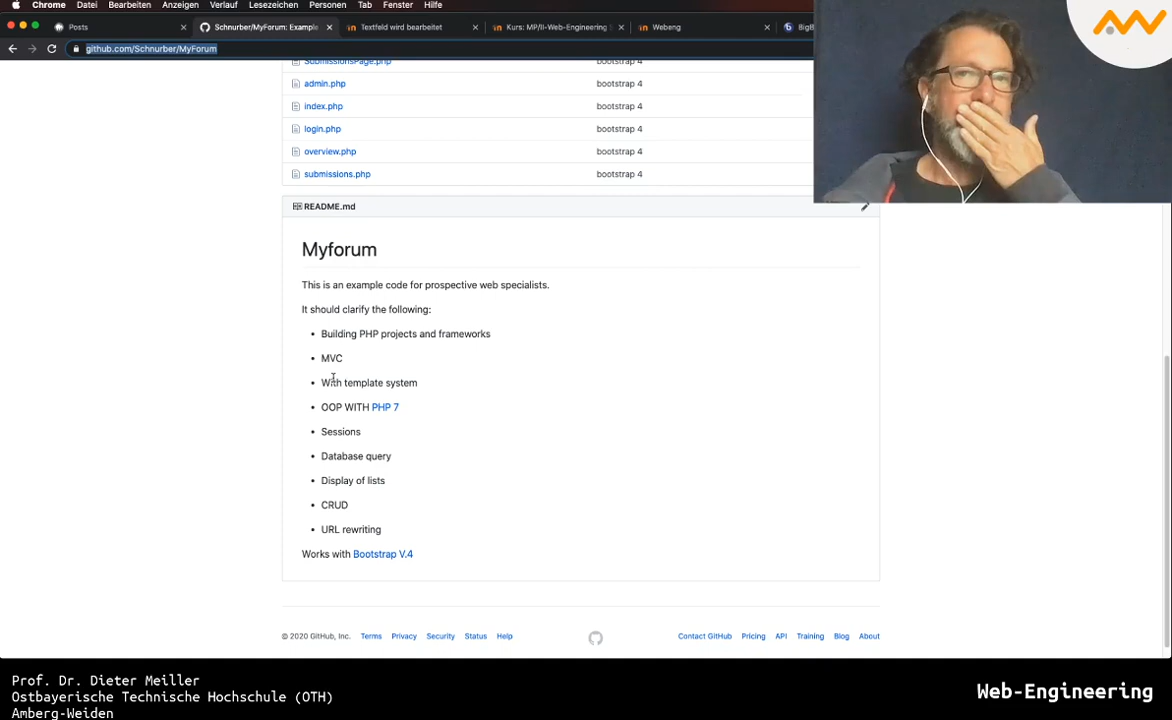 Chrome Datei Bearbeiten Anzeigen Verlauf Lesezeichen Personen Tab Fenster Hilfe
Posts × Schnurber/MyForum: Example × Textfeld wird bearbeitet × Kurs: MP/II-Web-Engineering S × Webeng × B
github.com/Schnurber/MyForum
SubmissionsPage.php bootstrap 4
admin.php bootstrap 4
index.php bootstrap 4
login.php bootstrap 4
overview.php bootstrap 4
submissions.php bootstrap 4
README.md
Myforum
This is an example code for prospective web specialists.
It should clarify the following:
• Building PHP projects and frameworks
• MVC
• With template system
• OOP WITH PHP 7
• Sessions
• Database query
• Display of lists
• CRUD
• URL rewriting
Works with Bootstrap V.4
© 2020 GitHub, Inc. Terms Privacy Security Status Help Contact GitHub Pricing API Training Blog About
Prof. Dr. Dieter Meiller
Ostbayerische Technische Hochschule (OTH)
Amberg-Weiden
Web-Engineering